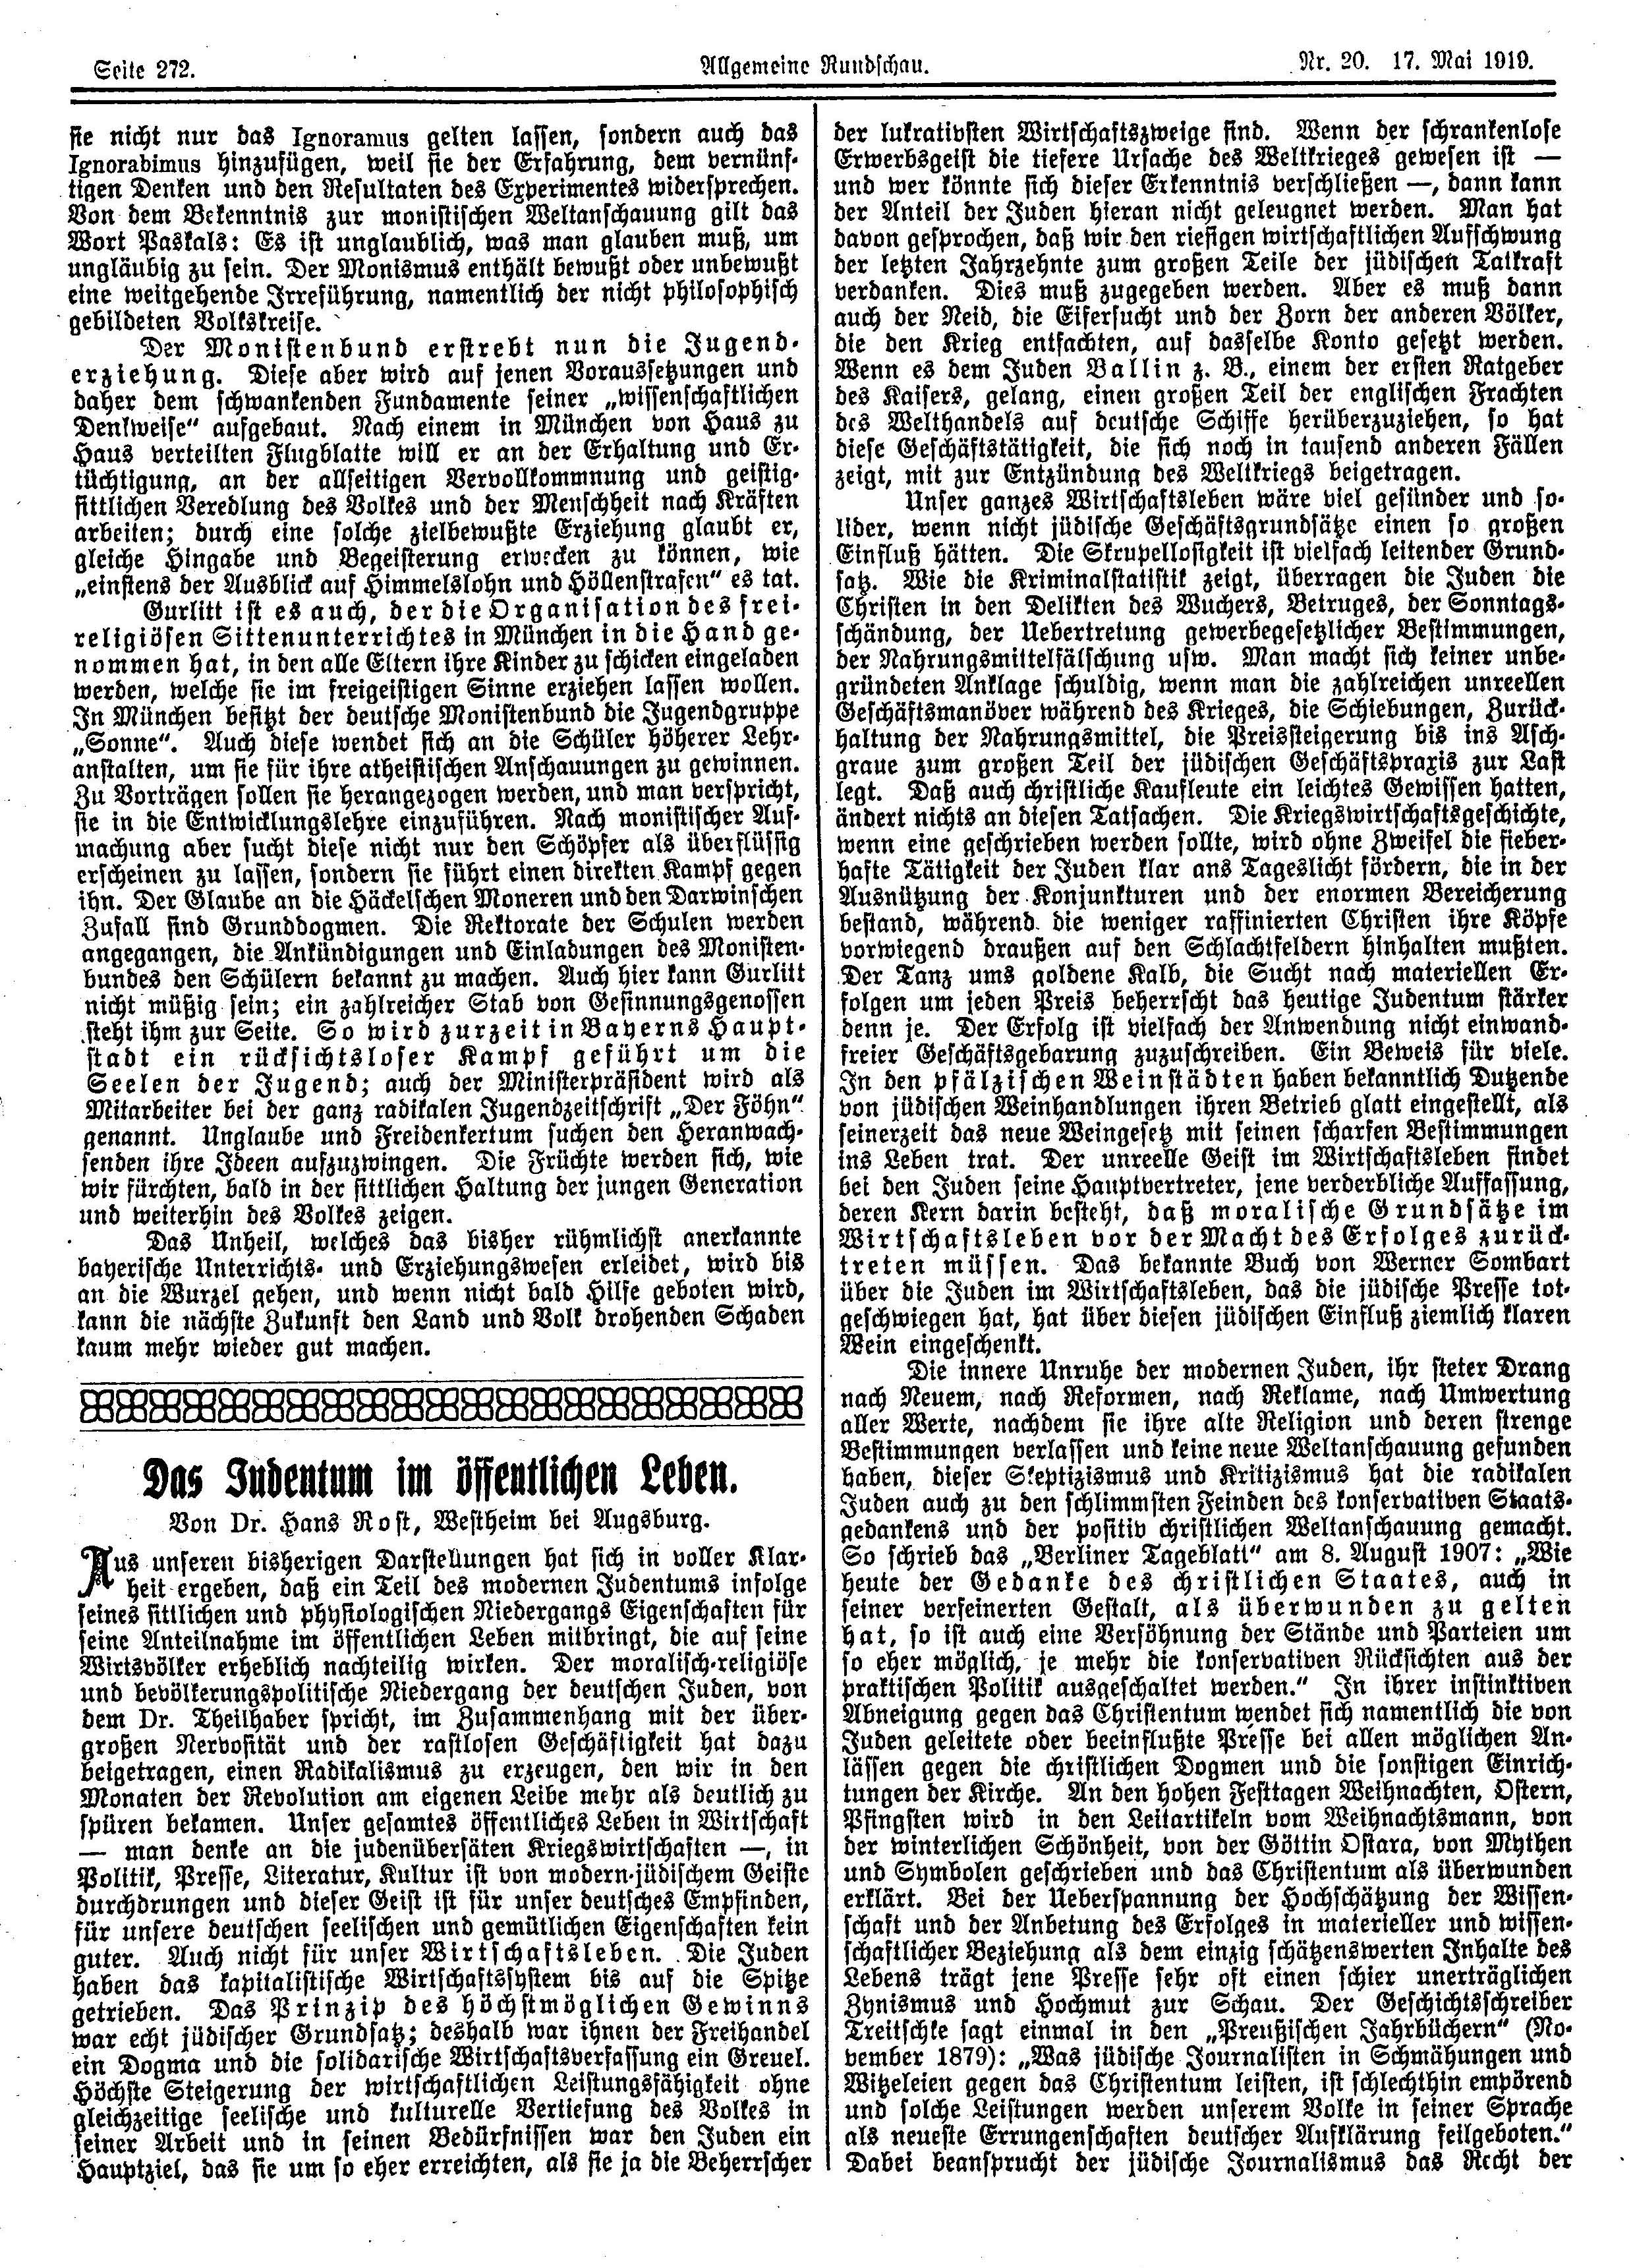 Seite 272.
Allgemeine Rundschau.
Nr. 20. 17. Mai 1919.
sie nicht nur das Ignoramus gelten lassen, sondern auch das
Ignorabimus hinzufügen, weil sie der Erfahrung, dem vernünf-
tigen Denken und den Resultaten des Experimentes widersprechen.
Von dem Bekenntnis zur monistischen Weltanschauung gilt das
Wort Paskals: Es ist unglaublich, was man glauben muß, um
ungläubig zu sein. Der Monismus enthält bewußt oder unbewußt
eine weitgehende Irreführung, namentlich der nicht philosophisch
gebildeten Volkskreise.
Der Monistenbund erstrebt nun die Jugend-
erziehung. Diese aber wird auf jenen Voraussetzungen und
daher dem schwankenden Fundamente seiner „wissenschaftlichen
Denkweise“ aufgebaut. Nach einem in München von Haus zu
Haus verteilten Flugblatte will er an der Erhaltung und Er-
tüchtigung, an der allseitigen Vervollkommnung und geistig-
sittlichen Veredlung des Volkes und der Menschheit nach Kräften
arbeiten; durch eine solche zielbewußte Erziehung glaubt er,
gleiche Hingabe und Begeisterung erwecken zu können, wie
„einstens der Ausblick auf Himmelslohn und Höllenstrafen“ es tat.
Gurlitt ist es auch, der die Organisation des frei-
religiösen Sittenunterrichtes in München in die Hand ge-
nommen hat, in den alle Eltern ihre Kinder zu schicken eingeladen
werden, welche sie im freigeistigen Sinne erziehen lassen wollen.
In München besitzt der deutsche Monistenbund die Jugendgruppe
„Sonne“. Auch diese wendet sich an die Schüler höherer Lehr-
anstalten, um sie für ihre atheistischen Anschauungen zu gewinnen.
Zu Vorträgen sollen sie herangezogen werden, und man verspricht,
sie in die Entwicklungslehre einzuführen. Nach monistischer Auf-
machung aber sucht diese nicht nur den Schöpfer als überflüssig
erscheinen zu lassen, sondern sie führt einen direkten Kampf gegen
ihn. Der Glaube an die Häckelschen Moneren und den Darwinschen
Zufall sind Grunddogmen. Die Rektorate der Schulen werden
angegangen, die Ankündigungen und Einladungen des Monisten-
bundes den Schülern bekannt zu machen. Auch hier kann Gurlitt
nicht müßig sein; ein zahlreicher Stab von Gesinnungsgenossen
steht ihm zur Seite. So wird zurzeit in Bayerns Haupt-
stadt ein rücksichtsloser Kampf geführt um die
Seelen der Jugend; auch der Ministerpräsident wird als
Mitarbeiter bei der ganz radikalen Jugendzeitschrift „Der Föhn“
genannt. Unglaube und Freidenkertum suchen den Heranwach-
senden ihre Ideen aufzuzwingen. Die Früchte werden sich, wie
wir fürchten, bald in der sittlichen Haltung der jungen Generation
und weiterhin des Volkes zeigen.
Das Unheil, welches das bisher rühmlichst anerkannte
bayerische Unterrichts- und Erziehungswesen erleidet, wird bis
an die Wurzel gehen, und wenn nicht bald Hilfe geboten wird,
kann die nächste Zukunft den Land und Volk drohenden Schaden
kaum mehr wieder gut machen.
Das Judentum im öffentlichen Leben.
Von Dr. Hans Rost, Westheim bei Augsburg.
Aus unseren bisherigen Darstellungen hat sich in voller Klar-
heit ergeben, daß ein Teil des modernen Judentums infolge
seines sittlichen und physiologischen Niedergangs Eigenschaften für
seine Anteilnahme im öffentlichen Leben mitbringt, die auf seine
Wirtsvölker erheblich nachteilig wirken. Der moralisch-religiöse
und bevölkerungspolitische Niedergang der deutschen Juden, von
dem Dr. Theilhaber spricht, im Zusammenhang mit der über-
großen Nervosität und der rastlosen Geschäftigkeit hat dazu
beigetragen, einen Radikalismus zu erzeugen, den wir in den
Monaten der Revolution am eigenen Leibe mehr als deutlich zu
spüren bekamen. Unser gesamtes öffentliches Leben in Wirtschaft
— man denke an die judenübersäten Kriegswirtschaften —, in
Politik, Presse, Literatur, Kultur ist von modern-jüdischem Geiste
durchdrungen und dieser Geist ist für unser deutsches Empfinden,
für unsere deutschen seelischen und gemütlichen Eigenschaften kein
guter. Auch nicht für unser Wirtschaftsleben. Die Juden
haben das kapitalistische Wirtschaftssystem bis auf die Spitze
getrieben. Das Prinzip des höchstmöglichen Gewinns
war echt jüdischer Grundsatz; deshalb war ihnen der Freihandel
ein Dogma und die solidarische Wirtschaftsverfassung ein Greuel.
Höchste Steigerung der wirtschaftlichen Leistungsfähigkeit ohne
gleichzeitige seelische und kulturelle Vertiefung des Volkes in
seiner Arbeit und in seinen Bedürfnissen war den Juden ein
Hauptziel, das sie um so eher erreichten, als sie ja die Beherrscher
der lukrativsten Wirtschaftszweige sind. Wenn der schrankenlose
Erwerbsgeist die tiefere Ursache des Weltkrieges gewesen ist —
und wer könnte sich dieser Erkenntnis verschließen —, dann kann
der Anteil der Juden hieran nicht geleugnet werden. Man hat
davon gesprochen, daß wir den riesigen wirtschaftlichen Aufschwung
der letzten Jahrzehnte zum großen Teile der jüdischen Tatkraft
verdanken. Dies muß zugegeben werden. Aber es muß dann
auch der Neid, die Eifersucht und der Zorn der anderen Völker,
die den Krieg entfachten, auf dasselbe Konto gesetzt werden.
Wenn es dem Juden Ballin z. B., einem der ersten Ratgeber
des Kaisers, gelang, einen großen Teil der englischen Frachten
des Welthandels auf deutsche Schiffe herüberzuziehen, so hat
diese Geschäftstätigkeit, die sich noch in tausend anderen Fällen
zeigt, mit zur Entzündung des Weltkriegs beigetragen.
Unser ganzes Wirtschaftsleben wäre viel gesünder und so-
lider, wenn nicht jüdische Geschäftsgrundsätze einen so großen
Einfluß hätten. Die Skrupellosigkeit ist vielfach leitender Grund-
satz. Wie die Kriminalstatistik zeigt, überragen die Juden die
Christen in den Delikten des Wuchers, Betruges, der Sonntags-
schändung, der Uebertretung gewerbegesetzlicher Bestimmungen,
der Nahrungsmittelfälschung usw. Man macht sich keiner unbe-
gründeten Anklage schuldig, wenn man die zahlreichen unreellen
Geschäftsmanöver während des Krieges, die Schiebungen, Zurück-
haltung der Nahrungsmittel, die Preissteigerung bis ins Asch-
graue zum großen Teil der jüdischen Geschäftspraxis zur Last
legt. Daß auch christliche Kaufleute ein leichtes Gewissen hatten,
ändert nichts an diesen Tatsachen. Die Kriegswirtschaftsgeschichte,
wenn eine geschrieben werden sollte, wird ohne Zweifel die fieber-
hafte Tätigkeit der Juden klar ans Tageslicht fördern, die in der
Ausnützung der Konjunkturen und der enormen Bereicherung
bestand, während die weniger raffinierten Christen ihre Köpfe
vorwiegend draußen auf den Schlachtfeldern hinhalten mußten.
Der Tanz ums goldene Kalb, die Sucht nach materiellen Er-
folgen um jeden Preis beherrscht das heutige Judentum stärker
denn je. Der Erfolg ist vielfach der Anwendung nicht einwand-
freier Geschäftsgebarung zuzuschreiben. Ein Beweis für viele.
In den pfälzischen Weinstädten haben bekanntlich Dutzende
von jüdischen Weinhandlungen ihren Betrieb glatt eingestellt, als
seinerzeit das neue Weingesetz mit seinen scharfen Bestimmungen
ins Leben trat. Der unreelle Geist im Wirtschaftsleben findet
bei den Juden seine Hauptvertreter, jene verderbliche Auffassung,
deren Kern darin besteht, daß moralische Grundsätze im
Wirtschaftsleben vor der Macht des Erfolges zurück-
treten müssen. Das bekannte Buch von Werner Sombart
über die Juden im Wirtschaftsleben, das die jüdische Presse tot-
geschwiegen hat, hat über diesen jüdischen Einfluß ziemlich klaren
Wein eingeschenkt.
Die innere Unruhe der modernen Juden, ihr steter Drang
nach Neuem, nach Reformen, nach Reklame, nach Umwertung
aller Werte, nachdem sie ihre alte Religion und deren strenge
Bestimmungen verlassen und keine neue Weltanschauung gefunden
haben, dieser Skeptizismus und Kritizismus hat die radikalen
Juden auch zu den schlimmsten Feinden des konservativen Staats-
gedankens und der positiv christlichen Weltanschauung gemacht.
So schrieb das „Berliner Tageblatt“ am 8. August 1907: „Wie
heute der Gedanke des christlichen Staates, auch in
seiner verfeinerten Gestalt, als überwunden zu gelten
hat, so ist auch eine Versöhnung der Stände und Parteien um
so eher möglich, je mehr die konservativen Rücksichten aus der
praktischen Politik ausgeschaltet werden.“ In ihrer instinktiven
Abneigung gegen das Christentum wendet sich namentlich die von
Juden geleitete oder beeinflußte Presse bei allen möglichen An-
lässen gegen die christlichen Dogmen und die sonstigen Einrich-
tungen der Kirche. An den hohen Festtagen Weihnachten, Ostern,
Pfingsten wird in den Leitartikeln vom Weihnachtsmann, von
der winterlichen Schönheit, von der Göttin Ostara, von Mythen
und Symbolen geschrieben und das Christentum als überwunden
erklärt. Bei der Ueberspannung der Hochschätzung der Wissen-
schaft und der Anbetung des Erfolges in materieller und wissen-
schaftlicher Beziehung als dem einzig schätzenswerten Inhalte des
Lebens trägt jene Presse sehr oft einen schier unerträglichen
Zynismus und Hochmut zur Schau. Der Geschichtsschreiber
Treitschke sagt einmal in den „Preußischen Jahrbüchern“ (No-
vember 1879): „Was jüdische Journalisten in Schmähungen und
Witzeleien gegen das Christentum leisten, ist schlechthin empörend
und solche Leistungen werden unserem Volke in seiner Sprache
als neueste Errungenschaften deutscher Aufklärung feilgeboten.“
Dabei beansprucht der jüdische Journalismus das Recht der